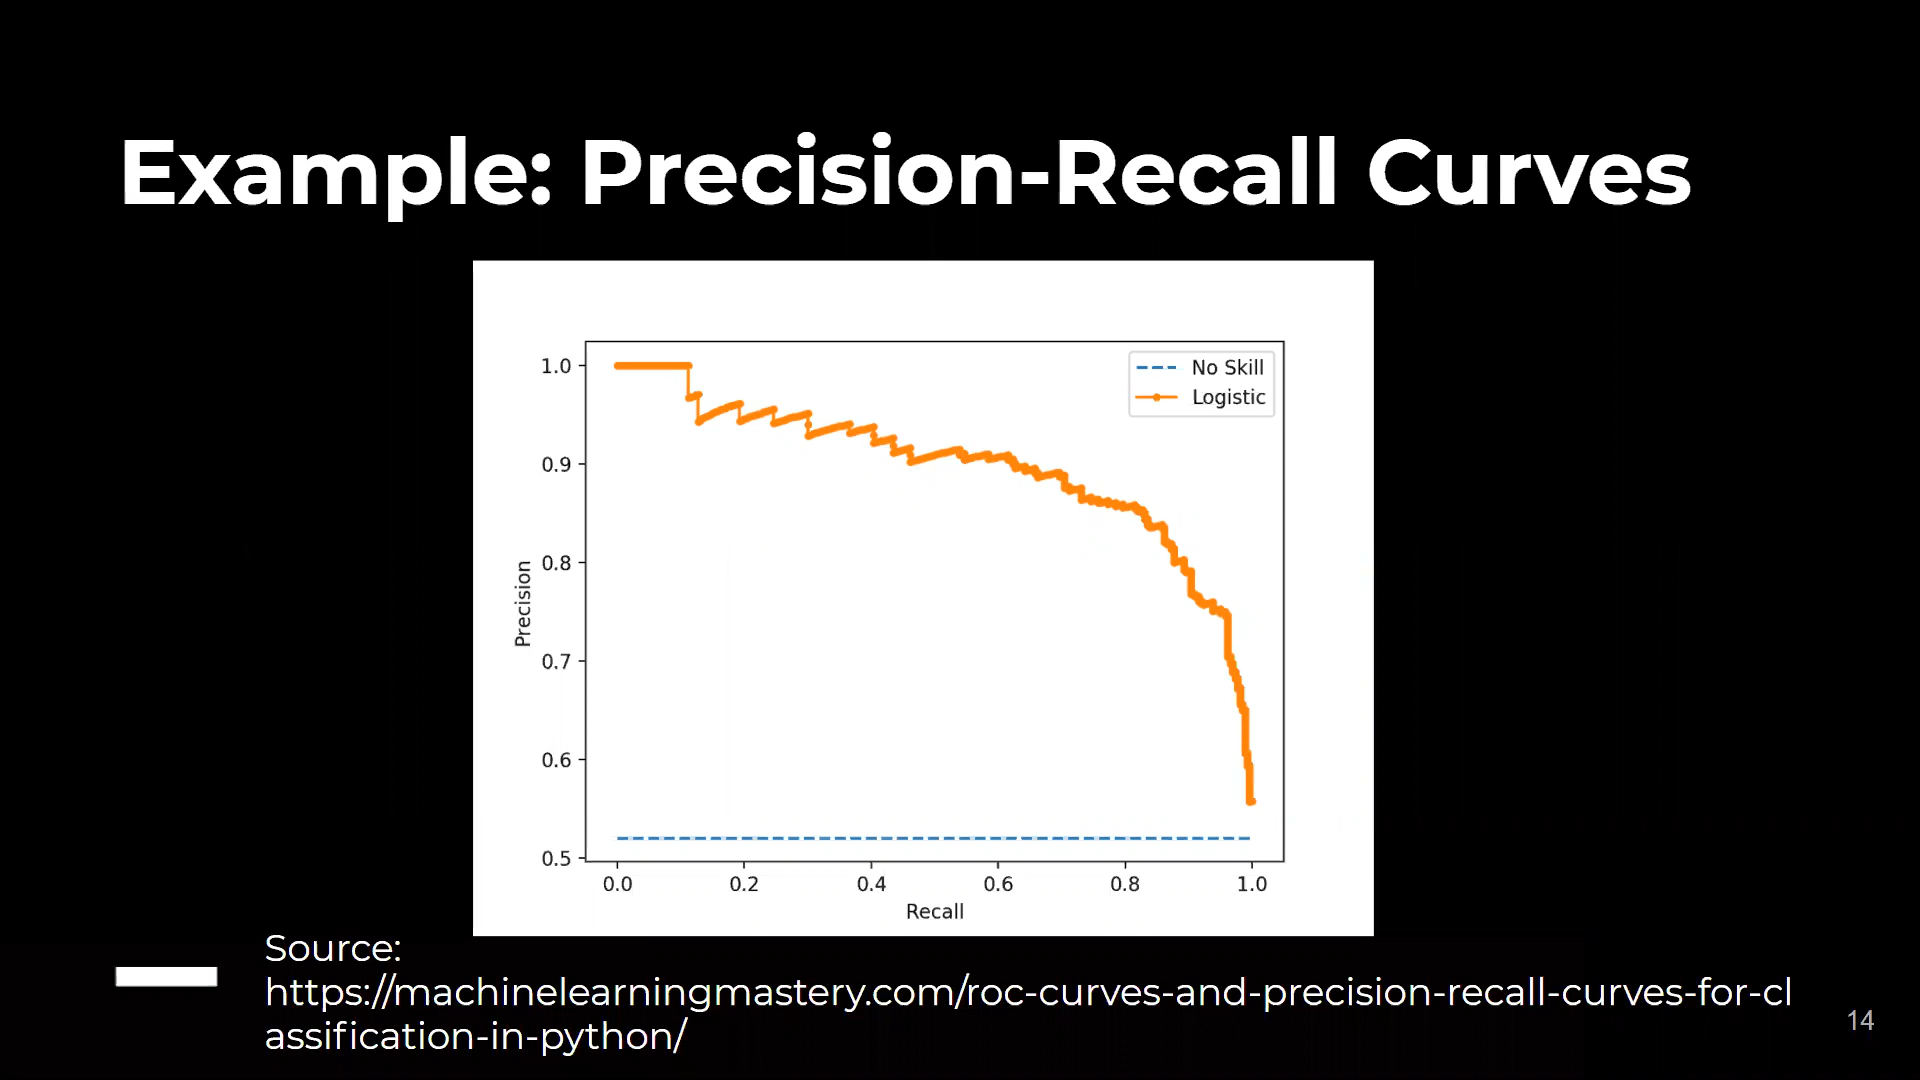 Example: Precision-Recall Curves
1.0
0.9
0.8
0.7
0.6
0.5
Precision
No Skill
Logistic
0.0 0.2 0.4 0.6 0.8 1.0
Recall
Source:
https://machinelearningmastery.com/roc-curves-and-precision-recall-curves-for-cl
assification-in-python/
14